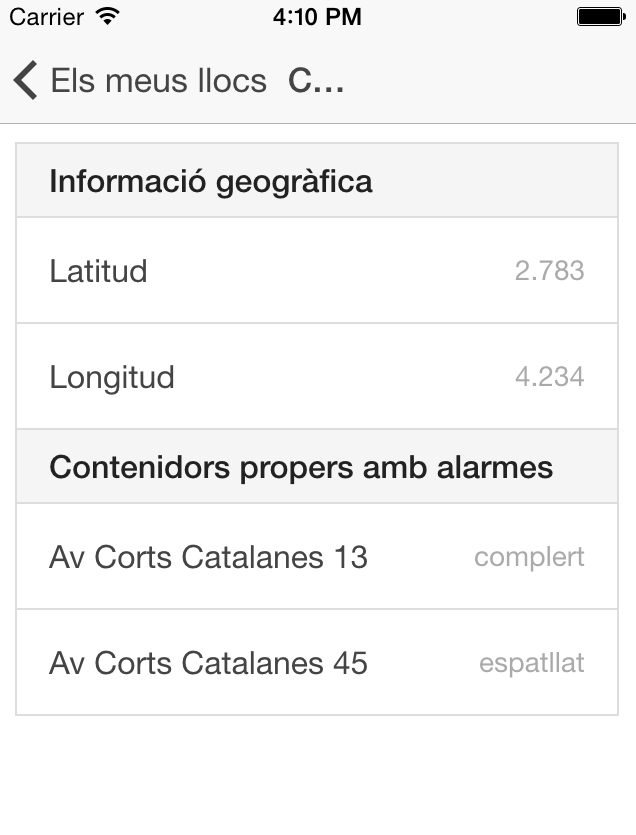 Carrier 4:10 PM
Els meus llocs C...
Informació geogràfica
Latitud 2.783
Longitud 4.234
Contenidors propers amb alarmes
Av Corts Catalanes 13 complert
Av Corts Catalanes 45 espatllat